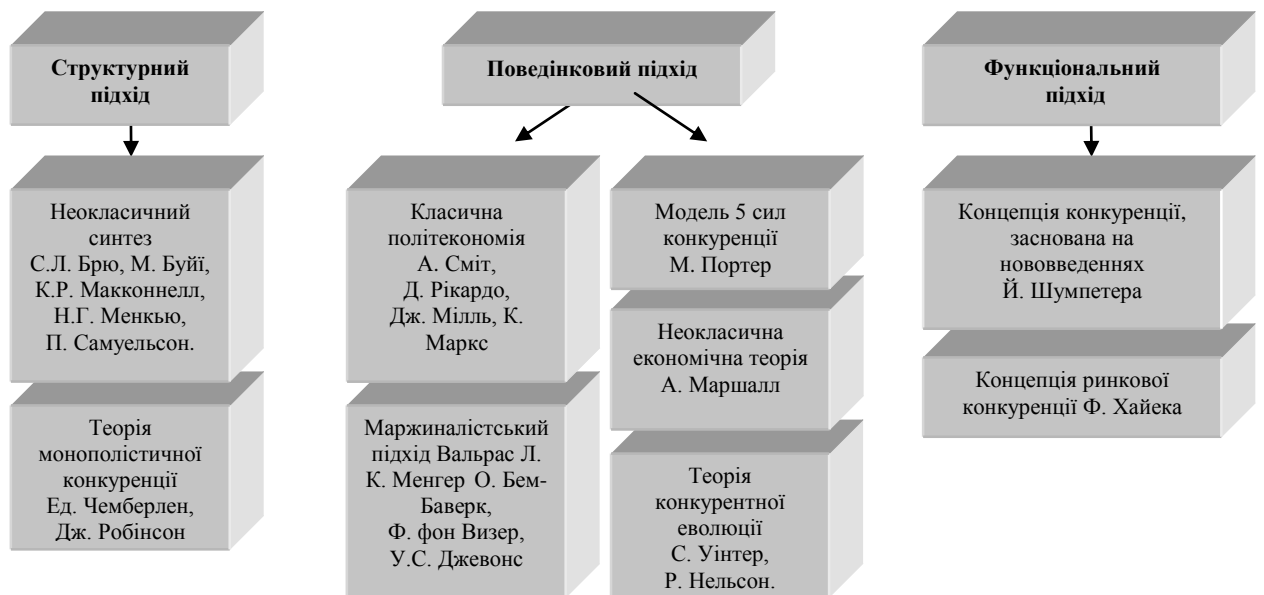 Структурний
підхід
Неокласичний
синтез
С.Л. Брю, М. Буйї,
К.Р. Макконнелл,
Н.Г. Менкью,
П. Самуельсон.
Теорія
монополістичної
конкуренції
Ед. Чемберлен,
Дж. Робінсон
Поведінковий підхід
Класична
політекономія
А. Сміт,
Д. Рікардо,
Дж. Мілль, К.
Маркс
Маржиналістський
підхід Вальрас Л.
К. Менгер О. Бем-
Баверк,
Ф. фон Визер,
У.С. Джевонс
Модель 5 сил
конкуренції
М. Портер
Неокласична
економічна теорія
А. Маршалл
Теорія
конкурентної
еволюції
С. Уінтер,
Р. Нельсон.
Функціональний
підхід
Концепція конкуренції,
заснована на
нововведеннях
Й. Шумпетера
Концепція ринкової
конкуренції Ф. Хайека